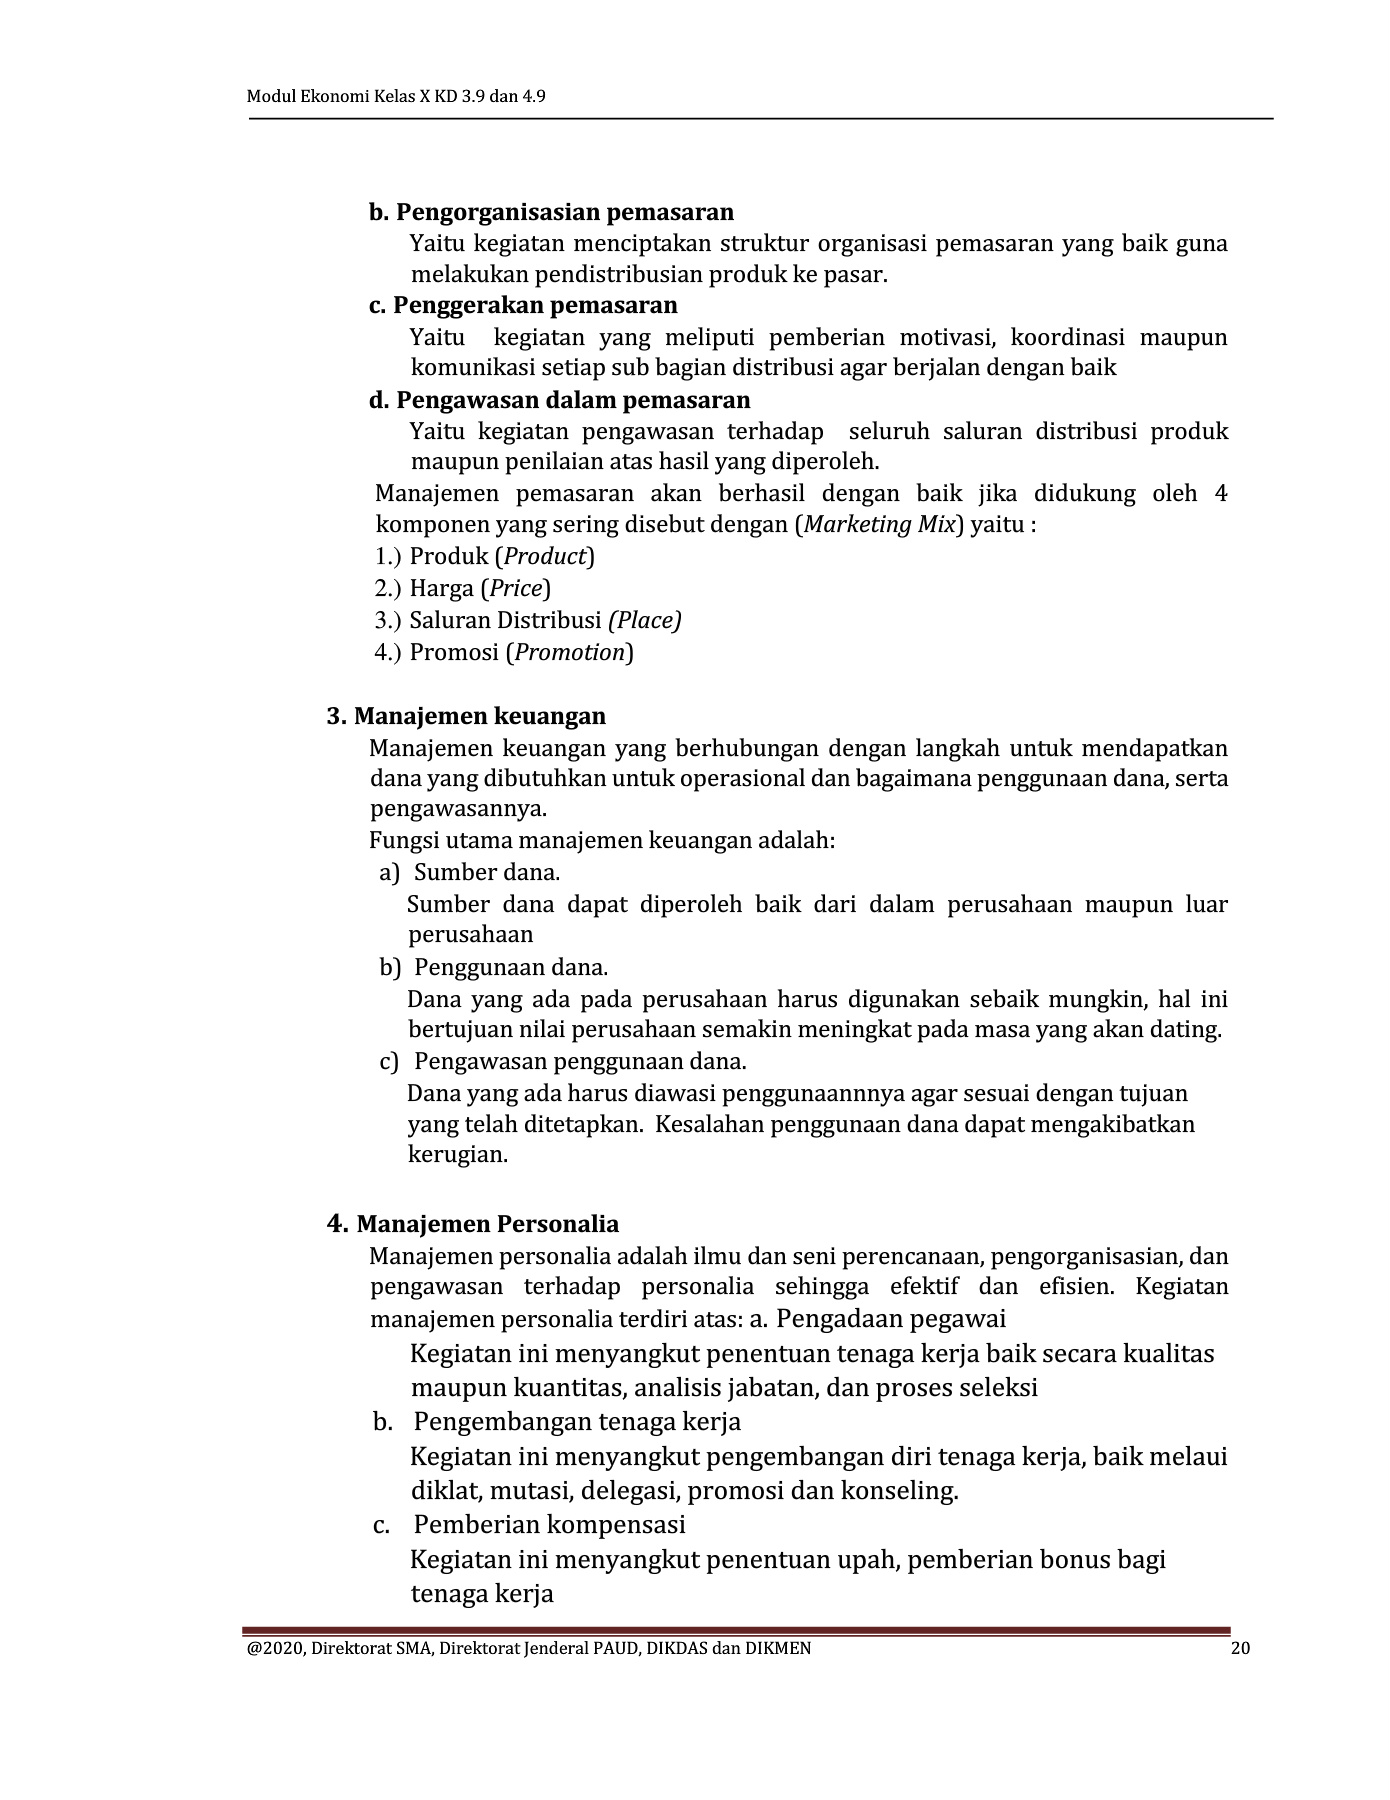 Modul Ekonomi Kelas X KD 3.9 dan 4.9
b. Pengorganisasian pemasaran
Yaitu kegiatan menciptakan struktur organisasi pemasaran yang baik guna
melakukan pendistribusian produk ke pasar.
c. Penggerakan pemasaran
Yaitu kegiatan yang meliputi pemberian motivasi, koordinasi maupun
komunikasi setiap sub bagian distribusi agar berjalan dengan baik
d. Pengawasan dalam pemasaran
Yaitu kegiatan pengawasan terhadap seluruh saluran distribusi produk
maupun penilaian atas hasil yang diperoleh.
Manajemen pemasaran akan berhasil dengan baik jika didukung oleh 4
komponen yang sering disebut dengan (Marketing Mix) yaitu :
1.) Produk (Product)
2.) Harga (Price)
3.) Saluran Distribusi (Place)
4.) Promosi (Promotion)
3. Manajemen keuangan
Manajemen keuangan yang berhubungan dengan langkah untuk mendapatkan
dana yang dibutuhkan untuk operasional dan bagaimana penggunaan dana, serta
pengawasannya.
Fungsi utama manajemen keuangan adalah:
a) Sumber dana.
Sumber dana dapat diperoleh baik dari dalam perusahaan maupun luar
perusahaan
b) Penggunaan dana.
Dana yang ada pada perusahaan harus digunakan sebaik mungkin, hal ini
bertujuan nilai perusahaan semakin meningkat pada masa yang akan dating.
c) Pengawasan penggunaan dana.
Dana yang ada harus diawasi penggunaannnya agar sesuai dengan tujuan
yang telah ditetapkan. Kesalahan penggunaan dana dapat mengakibatkan
kerugian.
4. Manajemen Personalia
Manajemen personalia adalah ilmu dan seni perencanaan, pengorganisasian, dan
pengawasan terhadap personalia sehingga efektif dan efisien. Kegiatan
manajemen personalia terdiri atas: a. Pengadaan pegawai
Kegiatan ini menyangkut penentuan tenaga kerja baik secara kualitas
maupun kuantitas, analisis jabatan, dan proses seleksi
b. Pengembangan tenaga kerja
Kegiatan ini menyangkut pengembangan diri tenaga kerja, baik melaui
diklat, mutasi, delegasi, promosi dan konseling.
c. Pemberian kompensasi
Kegiatan ini menyangkut penentuan upah, pemberian bonus bagi
tenaga kerja
@2020, Direktorat SMA, Direktorat Jenderal PAUD, DIKDAS dan DIKMEN 20